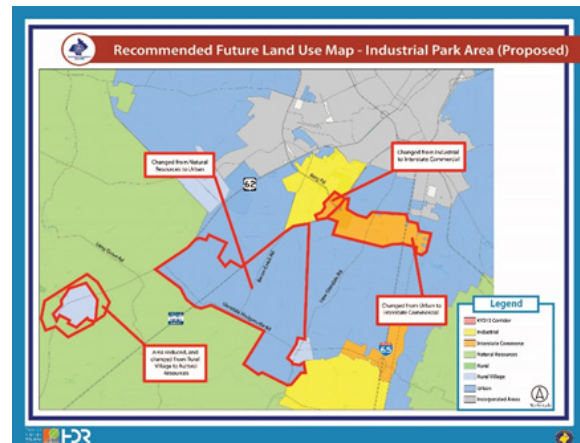 Recommended Future Land Use Map - Industrial Park Area (Proposed)
Changed from Natural
Resources to Urban
Changed from Industrial
to Interstate Commercial
62
Changed from Urban to
Interstate Commercial
65
Area reduced, and
changed from Rural
Village to Natural
Resources
Legend
Industrial
Interstate Commerce
Natural Resources
Rural
Rural Village
Urban
Incorporated Areas
HDR